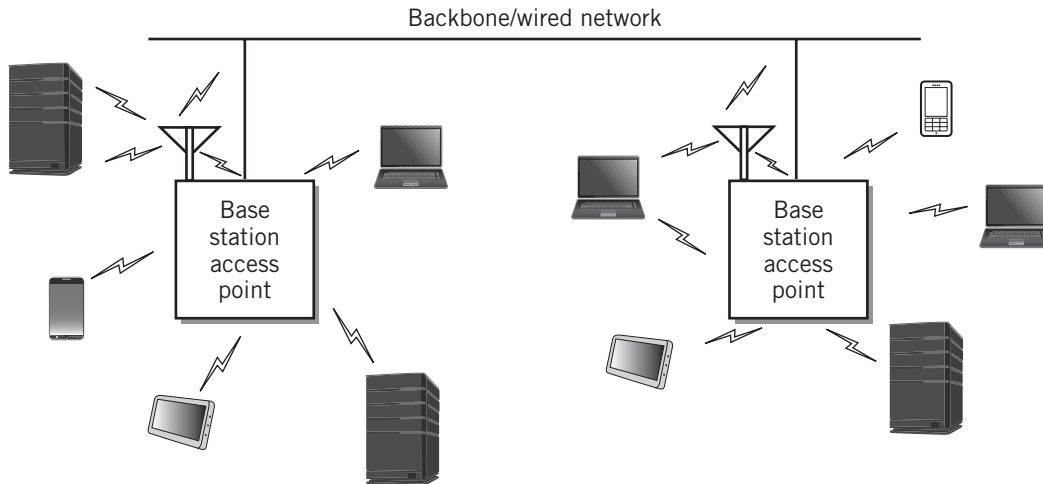 Backbone/wired network
Base
station
access
point
Base
station
access
point